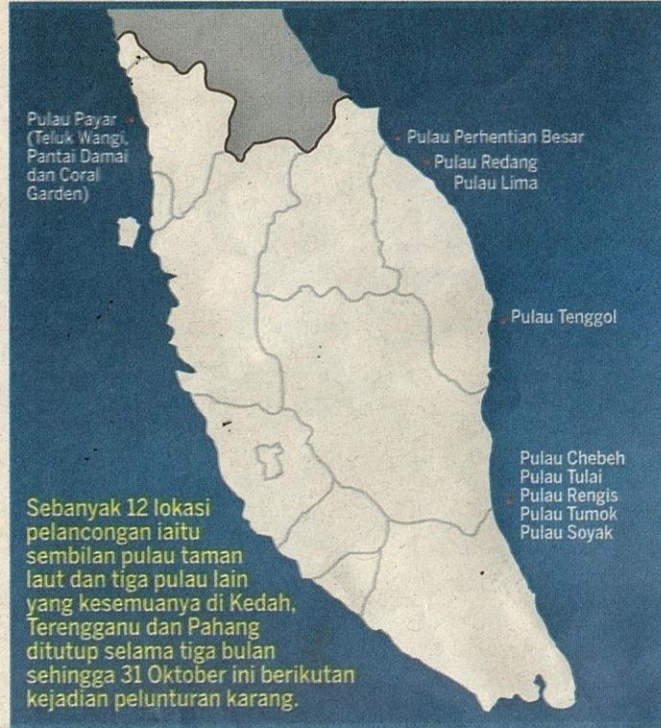 Pulau Payar
(Teluk Wangi,
Pantai Damai
dan Coral
Garden)
Pulau Perhentian Besar
Pulau Redang
Pulau Lima
Pulau Tenggol
Pulau Chebeh
Pulau Tulai
Pulau Rengis
Pulau Tumok
Pulau Soyak
Sebanyak 12 lokasi
pelancongan iaitu
sembilan pulau taman
laut dan tiga pulau lain
yang kesemuanya di Kedah,
Terengganu dan Pahang
ditutup selama tiga bulan
sehingga 31 Oktober ini berikutan
kejadian pelunturan karang.